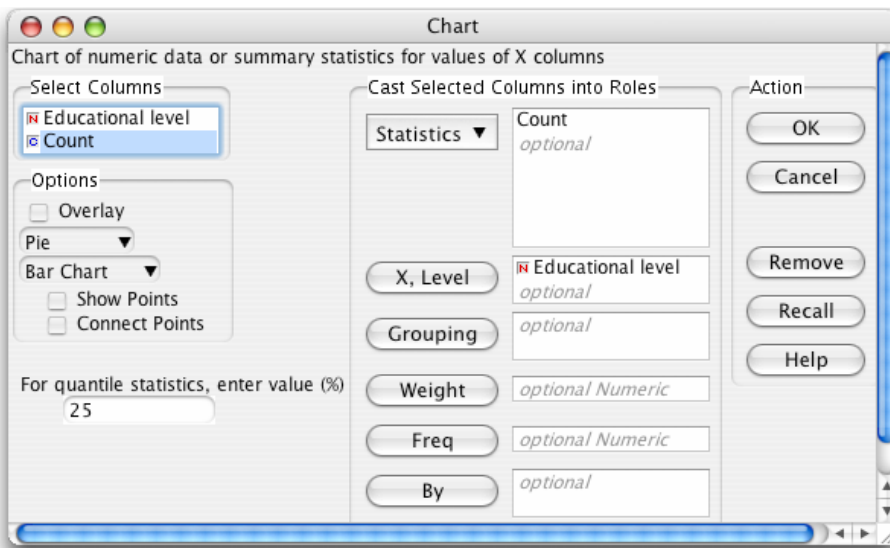 Chart
Chart of numeric data or summary statistics for values of X columns
Select Columns
N Educational level
C Count
Options
Overlay
Pie
Bar Chart
Show Points
Connect Points
For quantile statistics, enter value (%)
25
Cast Selected Columns into Roles
Statistics
Count
optional
X, Level
N Educational level
optional
Grouping
optional
Weight
optional Numeric
Freq
optional Numeric
By
optional
Action
OK
Cancel
Remove
Recall
Help